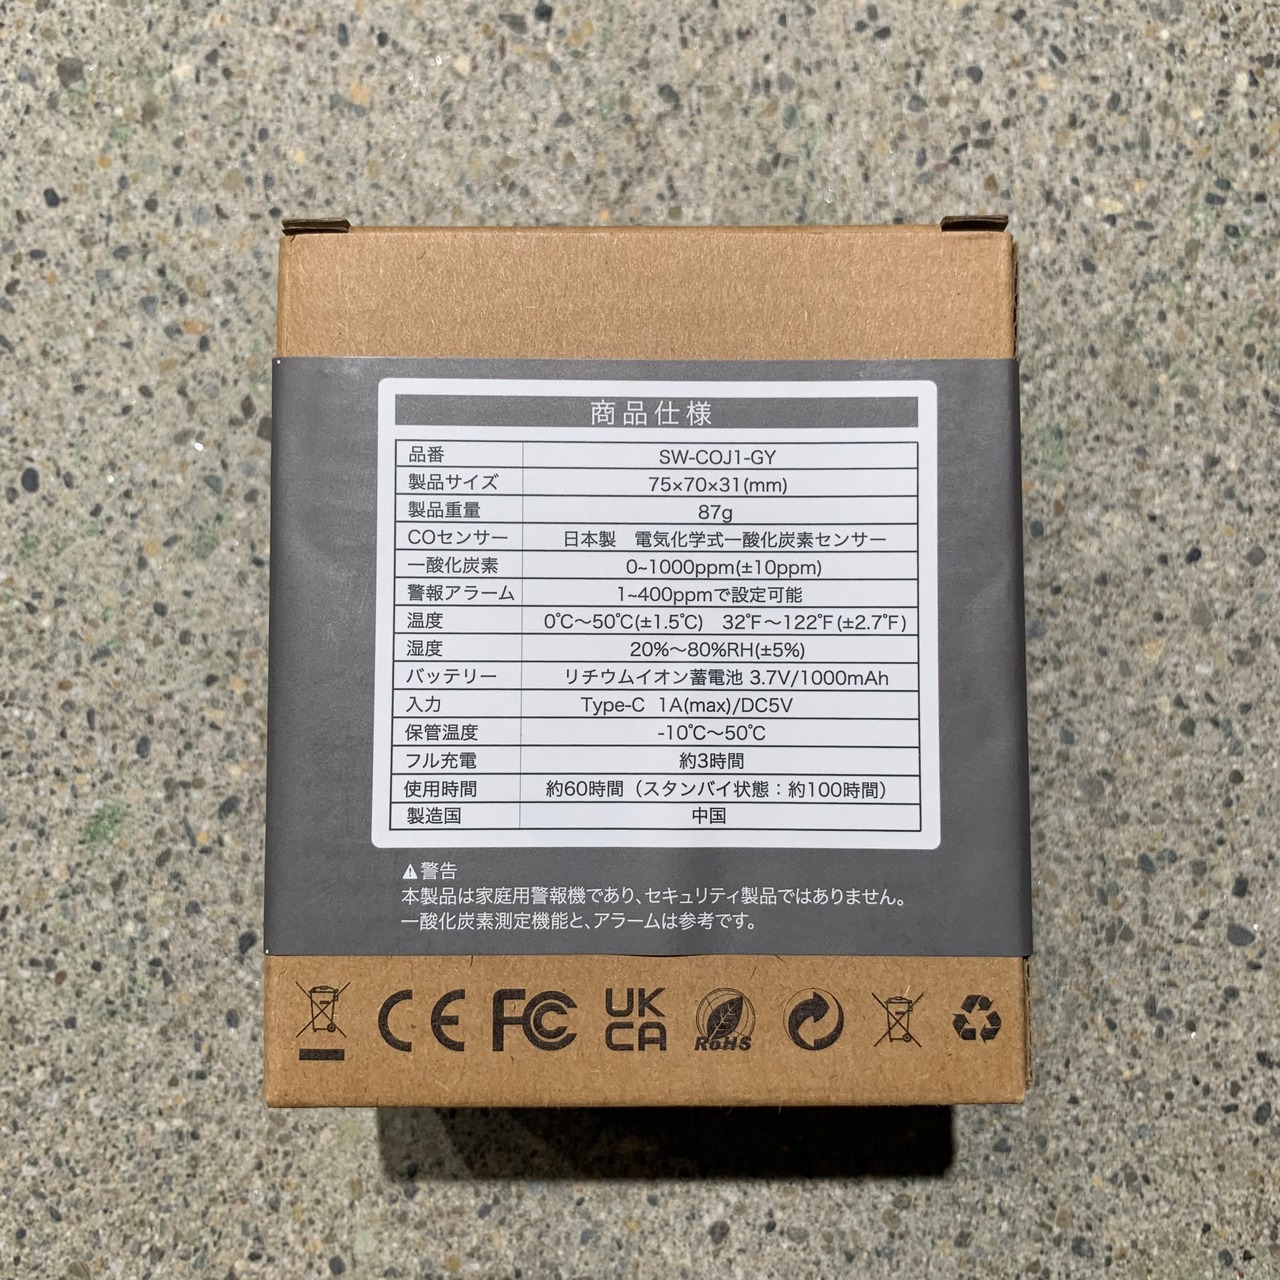 商品仕様
品番 SW-COJ1-GY
製品サイズ 75×70×31(mm)
製品重量 87g
COセンサー 日本製　電気化学式一酸化炭素センサー
一酸化炭素 0~1000ppm(±10ppm)
警報アラーム 1~400ppmで設定可能
温度 0℃～50℃(±1.5℃)　32℉～122℉(±2.7℉)
湿度 20%～80%RH(±5%)
バッテリー リチウムイオン蓄電池 3.7V/1000mAh
入力 Type-C 1A(max)/DC5V
保管温度 -10℃～50℃
フル充電 約3時間
使用時間 約60時間（スタンバイ状態：約100時間）
製造国 中国
⚠警告
本製品は家庭用警報機であり、セキュリティ製品ではありません。
一酸化炭素測定機能と、アラームは参考です。
CE FC UK CA RoHS